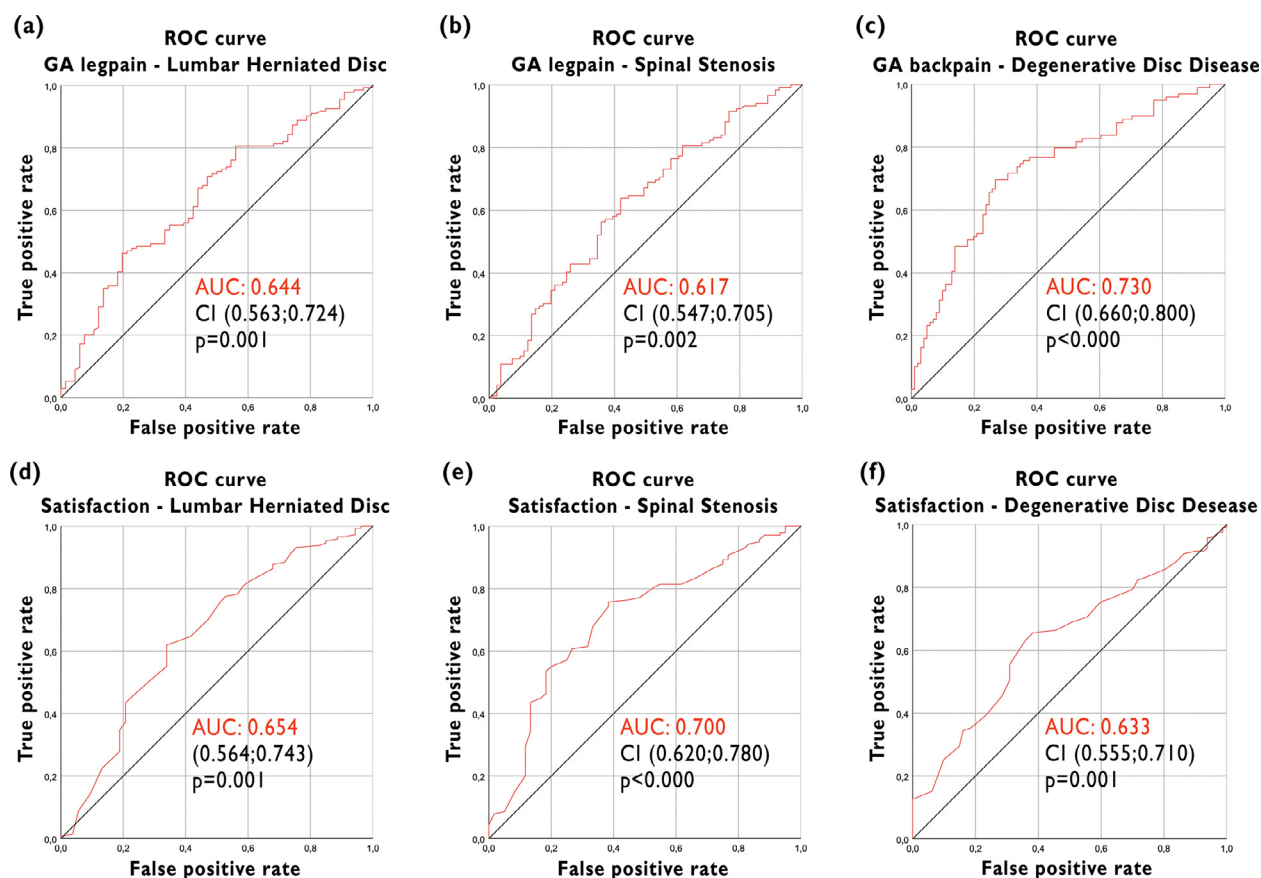 (a)
ROC curve
GA legpain - Lumbar Herniated Disc
1,0
0,8
0,6
0,4
0,2
0,0
True positive rate
AUC: 0.644
CI (0.563;0.724)
p=0.001
0,0 0,2 0,4 0,6 0,8 1,0
False positive rate
(b)
ROC curve
GA legpain - Spinal Stenosis
1,0
0,8
0,6
0,4
0,2
0,0
True positive rate
AUC: 0.617
CI (0.547;0.705)
p=0.002
0,0 0,2 0,4 0,6 0,8 1,0
False positive rate
(c)
ROC curve
GA backpain - Degenerative Disc Disease
1,0
0,8
0,6
0,4
0,2
0,0
True positive rate
AUC: 0.730
CI (0.660;0.800)
p<0.000
0,0 0,2 0,4 0,6 0,8 1,0
False positive rate
(d)
ROC curve
Satisfaction - Lumbar Herniated Disc
1,0
0,8
0,6
0,4
0,2
0,0
True positive rate
AUC: 0.654
(0.564;0.743)
p=0.001
0,0 0,2 0,4 0,6 0,8 1,0
False positive rate
(e)
ROC curve
Satisfaction - Spinal Stenosis
1,0
0,8
0,6
0,4
0,2
0,0
True positive rate
AUC: 0.700
CI (0.620;0.780)
p<0.000
0,0 0,2 0,4 0,6 0,8 1,0
False positive rate
(f)
ROC curve
Satisfaction - Degenerative Disc Desease
1,0
0,8
0,6
0,4
0,2
0,0
True positive rate
AUC: 0.633
CI (0.555;0.710)
p=0.001
0,0 0,2 0,4 0,6 0,8 1,0
False positive rate